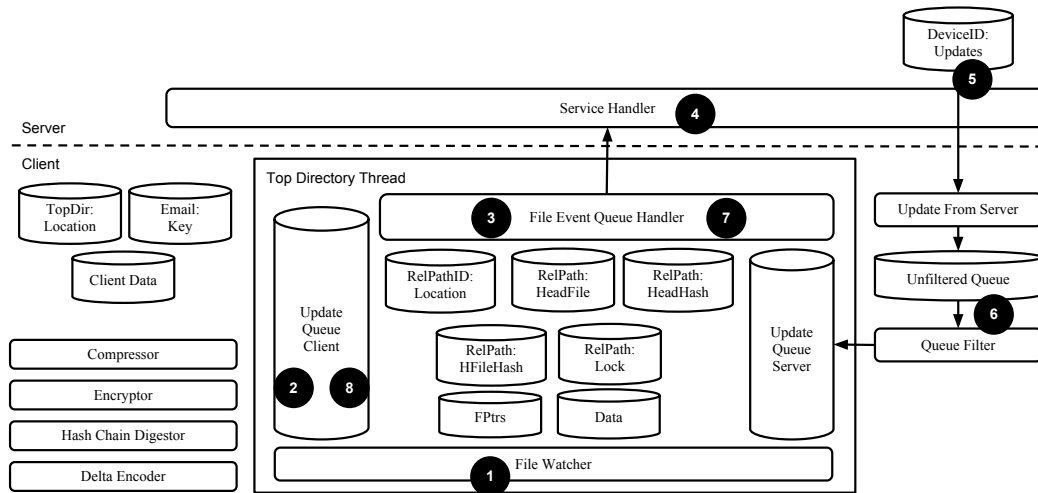 DeviceID:
Updates
5
Service Handler
4
Server
Client
Top Directory Thread
TopDir:
Location
Email:
Key
Client Data
3
File Event Queue Handler
7
Update From Server
RelPathID:
Location
RelPath:
HeadFile
RelPath:
HeadHash
Unfiltered Queue
6
Update
Queue
Client
Update
Queue
Server
Queue Filter
RelPath:
HFileHash
RelPath:
Lock
Compressor
2
8
Encryptor
FPtrs
Data
Hash Chain Digestor
File Watcher
1
Delta Encoder